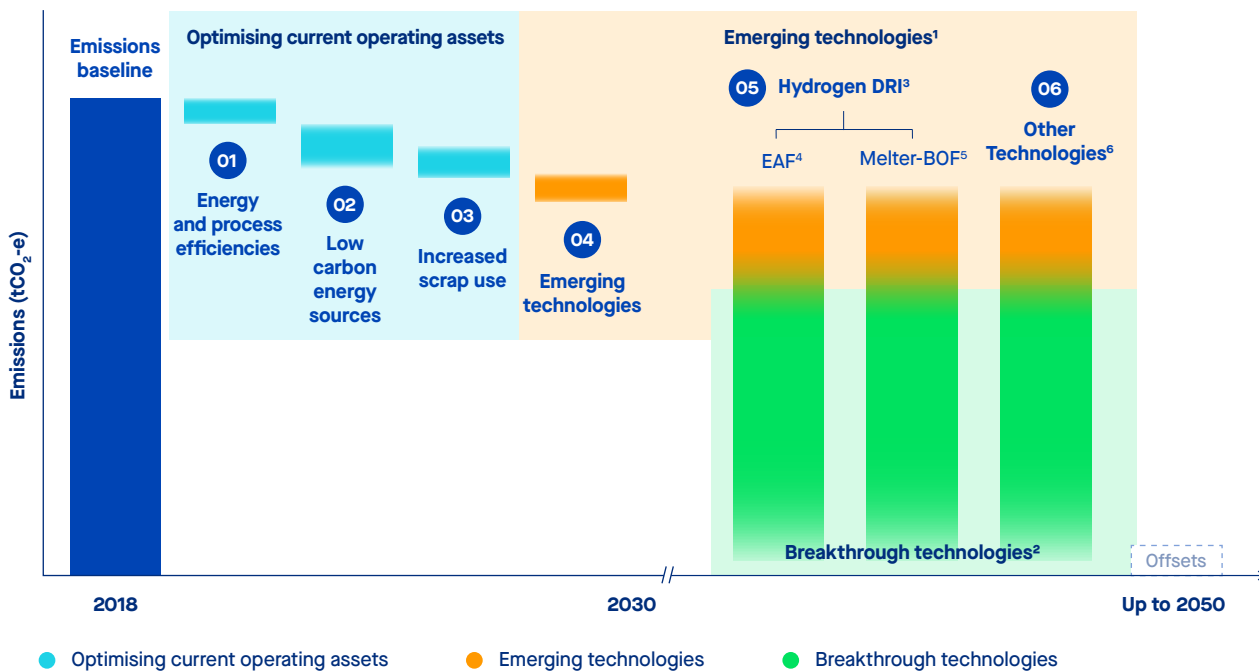 Emissions (tCO₂-e)
Emissions
baseline
Optimising current operating assets
Emerging technologies¹
01
Energy
and process
efficiencies
02
Low
carbon
energy
sources
03
Increased
scrap use
04
Emerging
technologies
05 Hydrogen DRI³
EAF⁴
Melter-BOF⁵
06
Other
Technologies⁶
Breakthrough technologies²
Offsets
2018
2030
Up to 2050
Optimising current operating assets
Emerging technologies
Breakthrough technologies